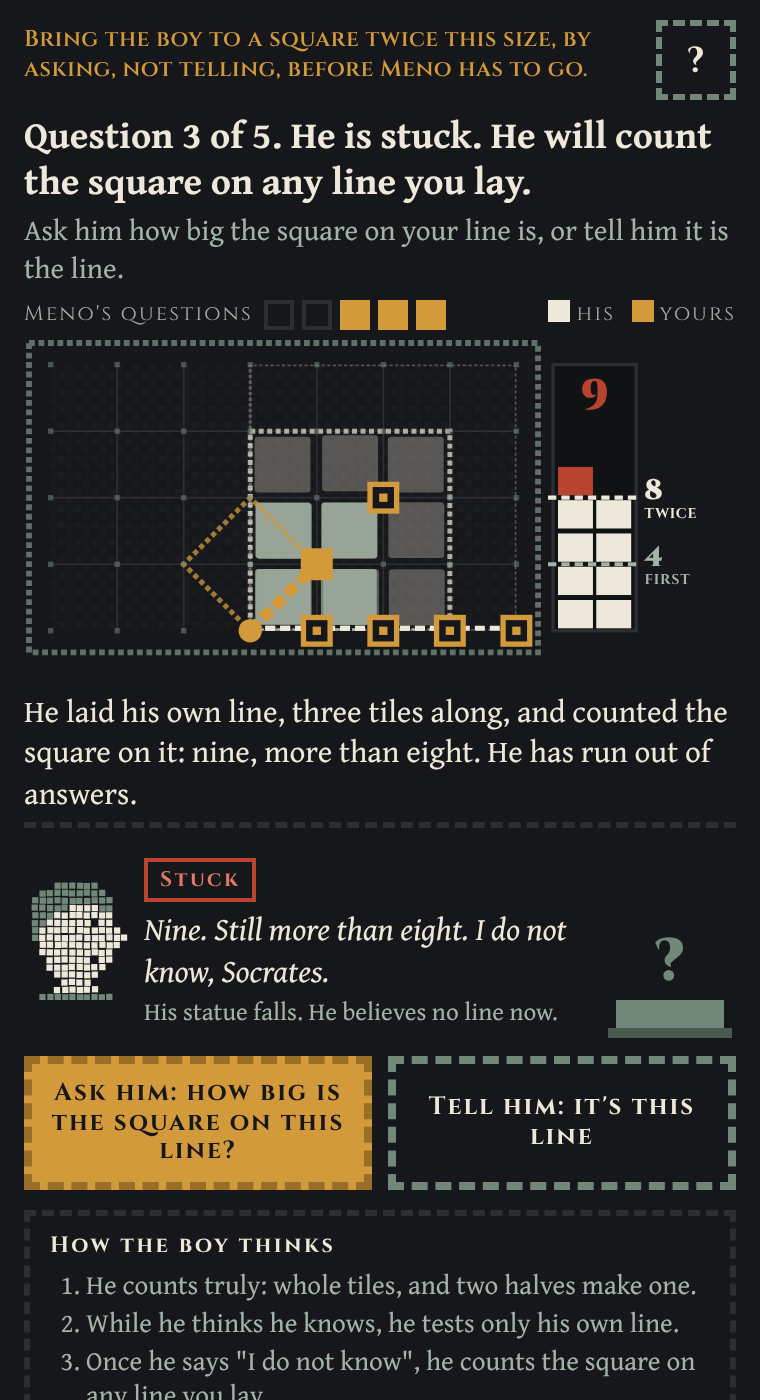 Bring the boy to a square twice this size, by
asking, not telling, before Meno has to go.
?
Question 3 of 5. He is stuck. He will count
the square on any line you lay.
Ask him how big the square on your line is, or tell him it is
the line.
Meno's questions
His
Yours
9
8
twice
4
first
He laid his own line, three tiles along, and counted the
square on it: nine, more than eight. He has run out of
answers.
Stuck
Nine. Still more than eight. I do not
know, Socrates.
His statue falls. He believes no line now.
?
Ask him: how big is
the square on this
line?
Tell him: it's this
line
How the boy thinks
1. He counts truly: whole tiles, and two halves make one.
2. While he thinks he knows, he tests only his own line.
3. Once he says "I do not know", he counts the square on
any line you lay.